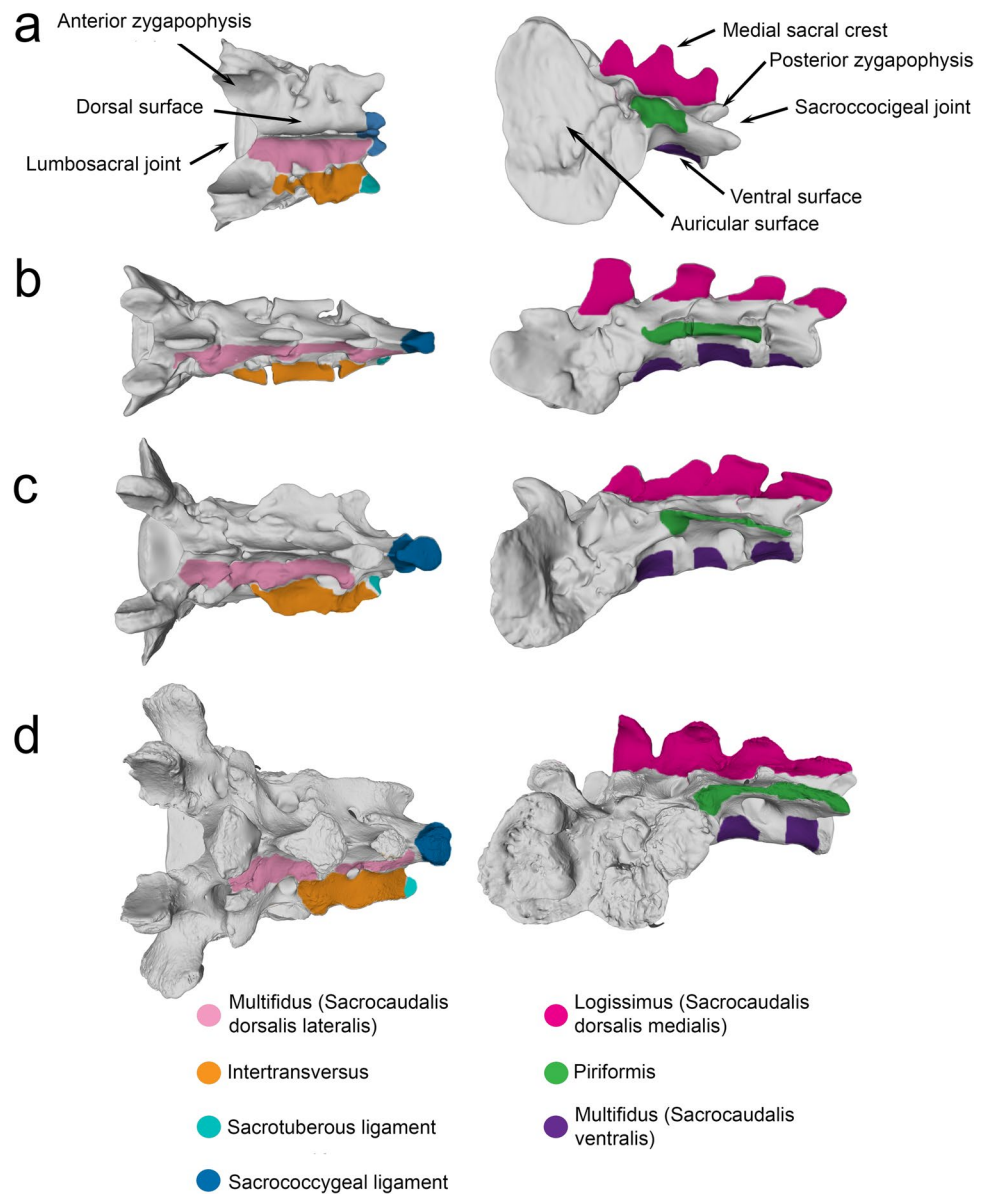 a
Anterior zygapophysis
Dorsal surface
Lumbosacral joint
Medial sacral crest
Posterior zygapophysis
Sacroccocigeal joint
Ventral surface
Auricular surface
b
c
d
Multifidus (Sacrocaudalis
dorsalis lateralis)
Intertransversus
Sacrotuberous ligament
Sacrococcygeal ligament
Logissimus (Sacrocaudalis
dorsalis medialis)
Piriformis
Multifidus (Sacrocaudalis
ventralis)